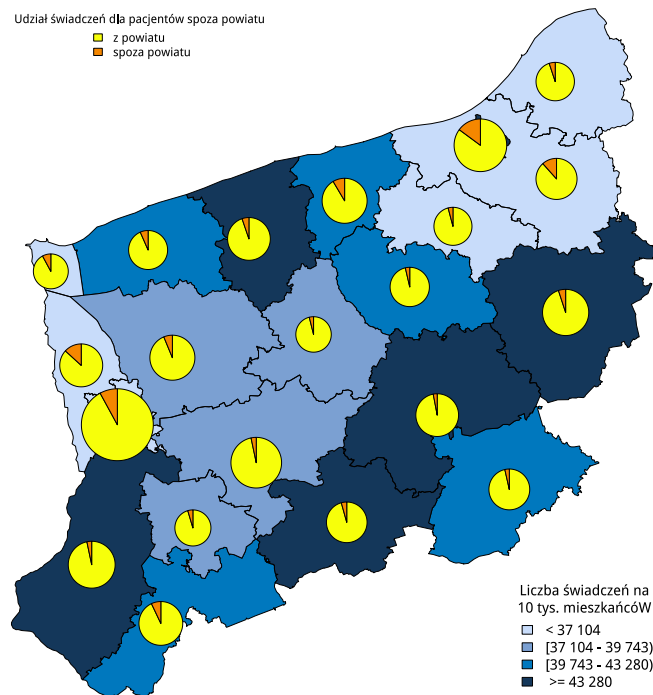 Udział świadczeń dla pacjentów spoza powiatu
z powiatu
spoza powiatu
Liczba świadczeń na
10 tys. mieszkańcóW
< 37 104
[37 104 - 39 743)
[39 743 - 43 280)
>= 43 280